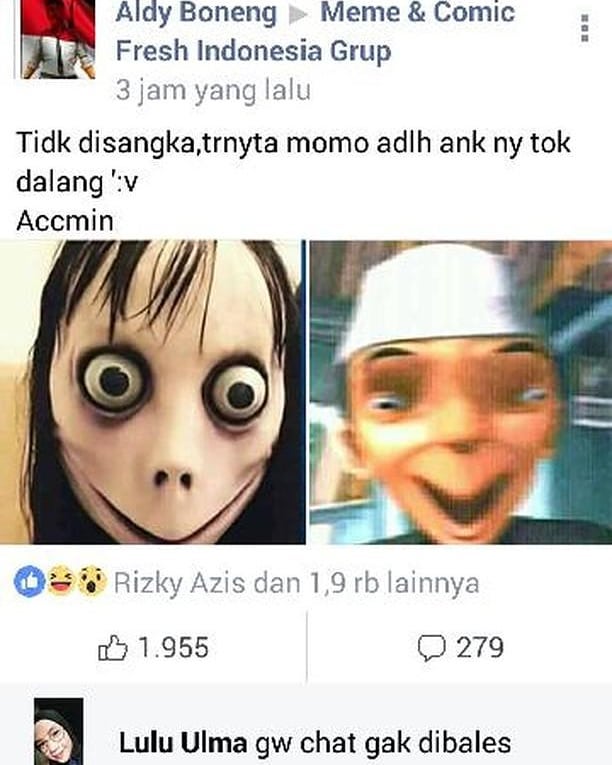 Aldy Boneng ▶ Meme & Comic
Fresh Indonesia Grup
3 jam yang lalu
Tidk disangka,trnyta momo adlh ank ny tok
dalang ':v
Accmin
Rizky Azis dan 1,9 rb lainnya
1.955
279
Lulu Ulma gw chat gak dibales